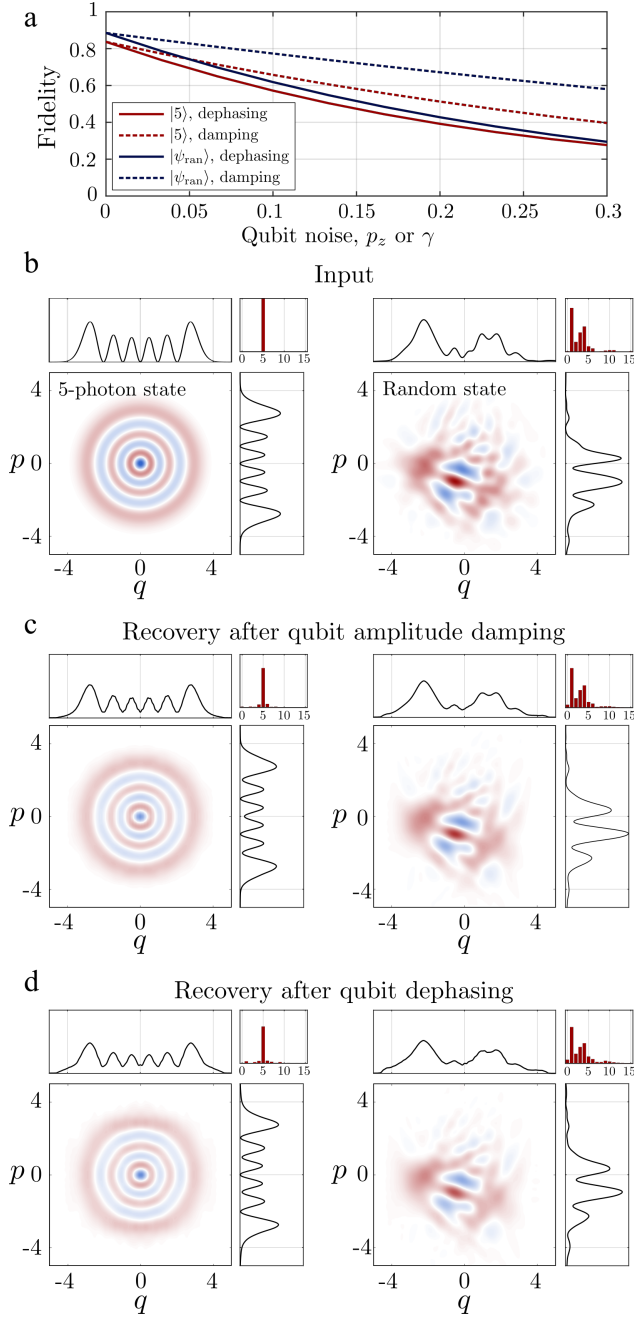 a
1
0.8
0.6
0.4
0.2
0
Fidelity
|5⟩, dephasing
|5⟩, damping
|ψ_ran⟩, dephasing
|ψ_ran⟩, damping
0 0.05 0.1 0.15 0.2 0.25 0.3
Qubit noise, p_z or γ
b
Input
0 5 10 15
0 5 10 15
5-photon state
Random state
4
p 0
-4
4
p 0
-4
-4 0 4
q
-4 0 4
q
c
Recovery after qubit amplitude damping
0 5 10 15
0 5 10 15
4
p 0
-4
4
p 0
-4
-4 0 4
q
-4 0 4
q
d
Recovery after qubit dephasing
0 5 10 15
0 5 10 15
4
p 0
-4
4
p 0
-4
-4 0 4
q
-4 0 4
q